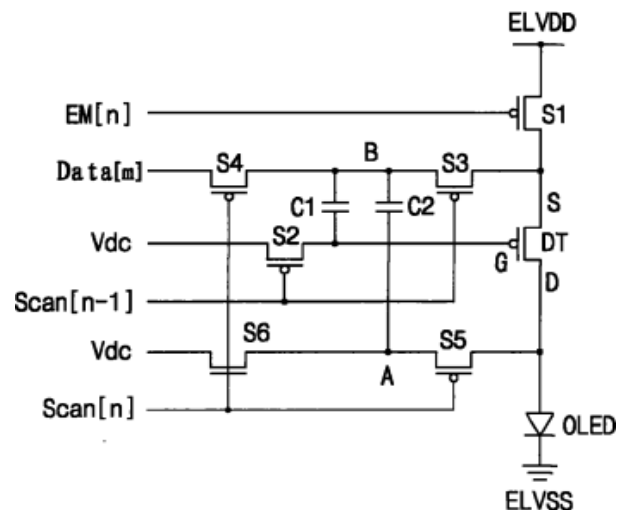 ELVDD
EM[n]
S1
S4
B
S3
Data[m]
S
C1
C2
Vdc
S2
DT
G
D
Scan[n-1]
S6
S5
Vdc
A
Scan[n]
OLED
ELVSS